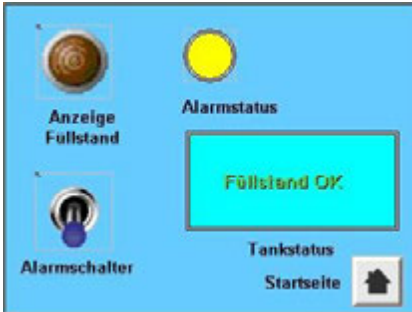 Alarmstatus
Anzeige
Füllstand
Füllstand OK
Alarmschalter
Tankstatus
Startseite